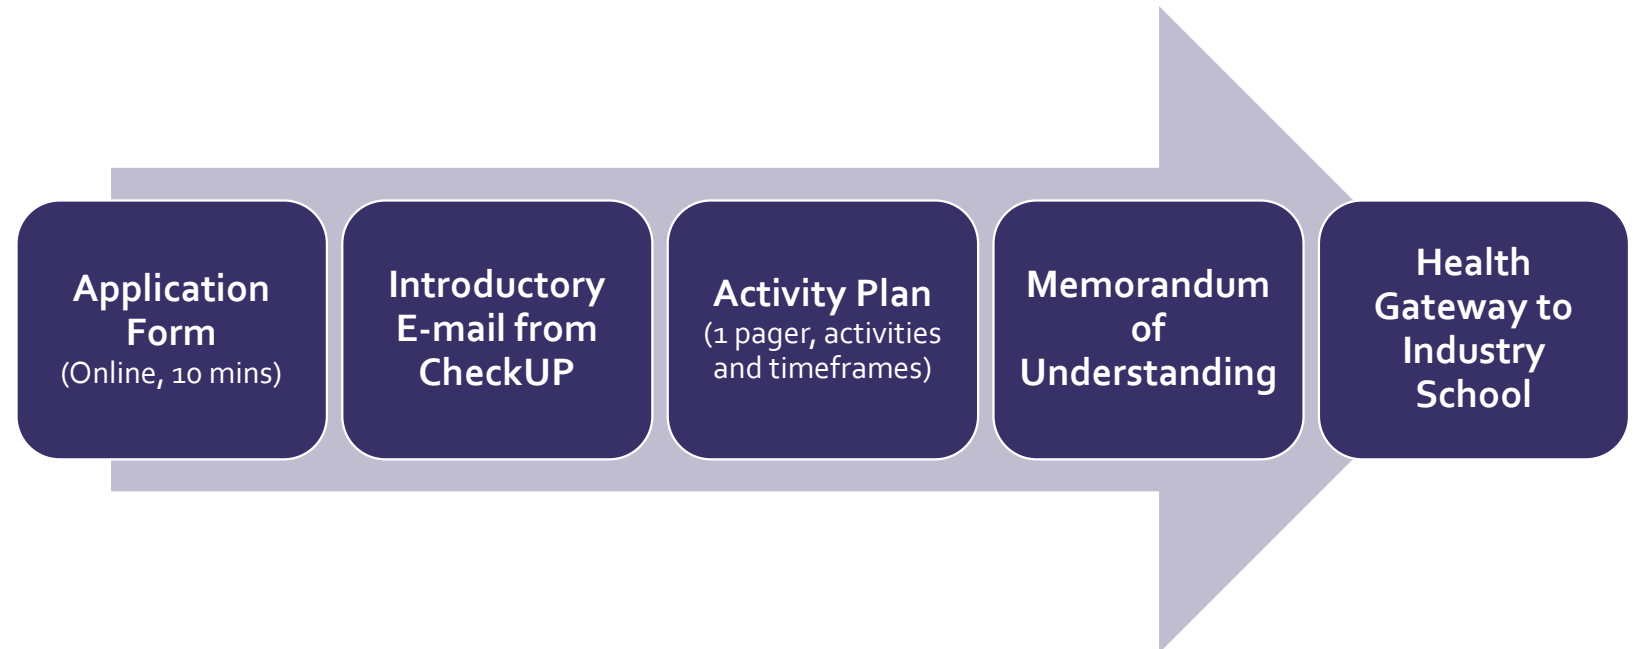 Application
Form
(Online, 10 mins)
Introductory
E-mail from
CheckUP
Activity Plan
(1 pager, activities
and timeframes)
Memorandum
of
Understanding
Health
Gateway to
Industry
School